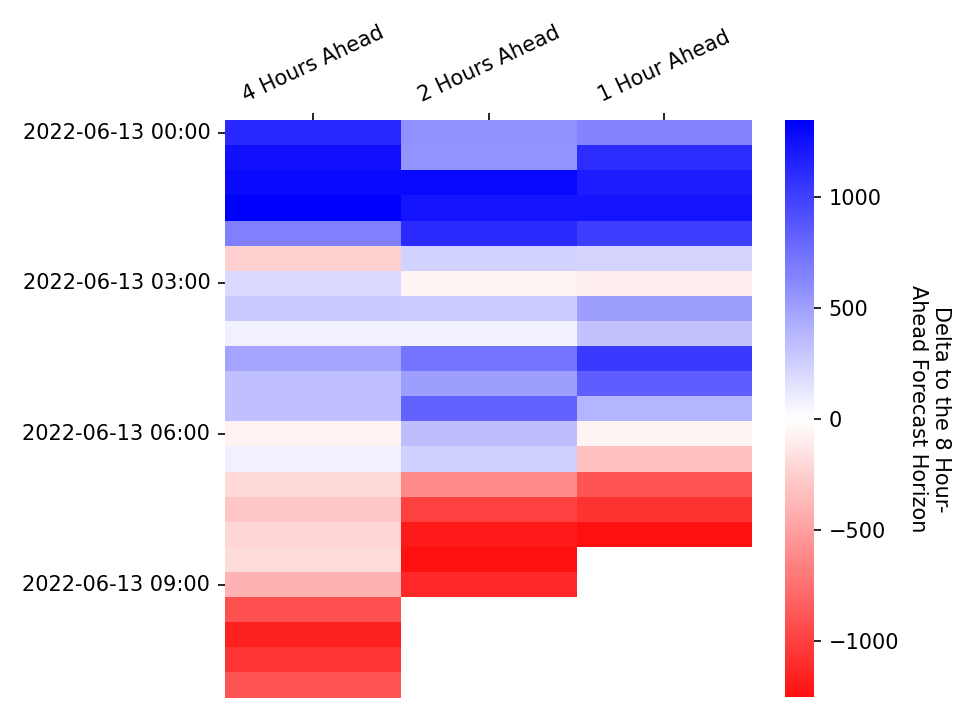 4 Hours Ahead
2 Hours Ahead
1 Hour Ahead
2022-06-13 00:00
2022-06-13 03:00
2022-06-13 06:00
2022-06-13 09:00
1000
500
0
−500
−1000
Delta to the 8 Hour-
Ahead Forecast Horizon